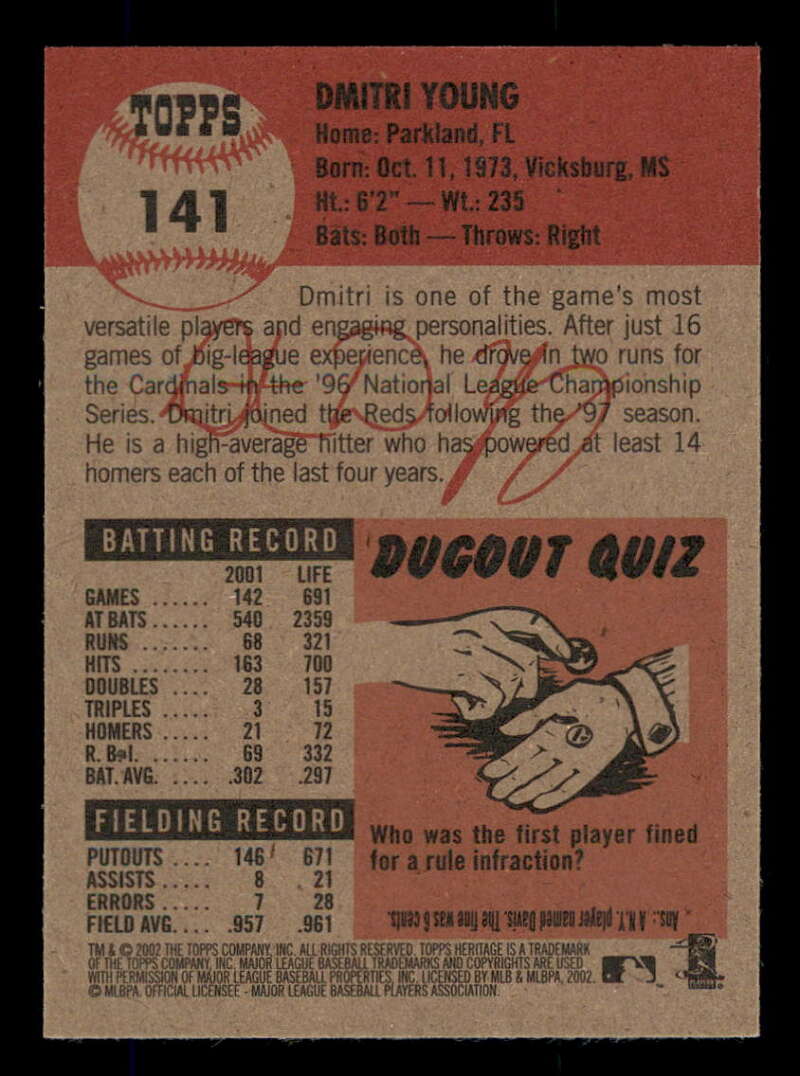 TOPPS
141
DMITRI YOUNG
Home: Parkland, FL
Born: Oct. 11, 1973, Vicksburg, MS
Ht.: 6'2" — Wt.: 235
Bats: Both — Throws: Right
Dmitri is one of the game's most
versatile players and engaging personalities. After just 16
games of big-league experience, he drove in two runs for
the Cardinals in the '96 National League Championship
Series. Dmitri joined the Reds following the '97 season.
He is a high-average hitter who has powered at least 14
homers each of the last four years.
BATTING RECORD
2001 LIFE
GAMES ...... 142 691
AT BATS ...... 540 2359
RUNS ........ 68 321
HITS ........ 163 700
DOUBLES .... 28 157
TRIPLES ..... 3 15
HOMERS ..... 21 72
R. B. I. ...... 69 332
BAT. AVG. .... .302 .297
FIELDING RECORD
PUTOUTS .... 146 671
ASSISTS ..... 8 21
ERRORS ..... 7 28
FIELD AVG. ... .957 .961
DUGOUT QUIZ
Who was the first player fined
for a rule infraction?
Ans.: A N.Y. player named Davis. The fine was 6 cents.
TM & © 2002 THE TOPPS COMPANY, INC. ALL RIGHTS RESERVED. TOPPS HERITAGE IS A TRADEMARK
OF THE TOPPS COMPANY, INC. MAJOR LEAGUE BASEBALL TRADEMARKS AND COPYRIGHTS ARE USED
WITH PERMISSION OF MAJOR LEAGUE BASEBALL PROPERTIES, INC. LICENSED BY MLB & MLBPA, 2002.
© MLBPA. OFFICIAL LICENSEE - MAJOR LEAGUE BASEBALL PLAYERS ASSOCIATION.